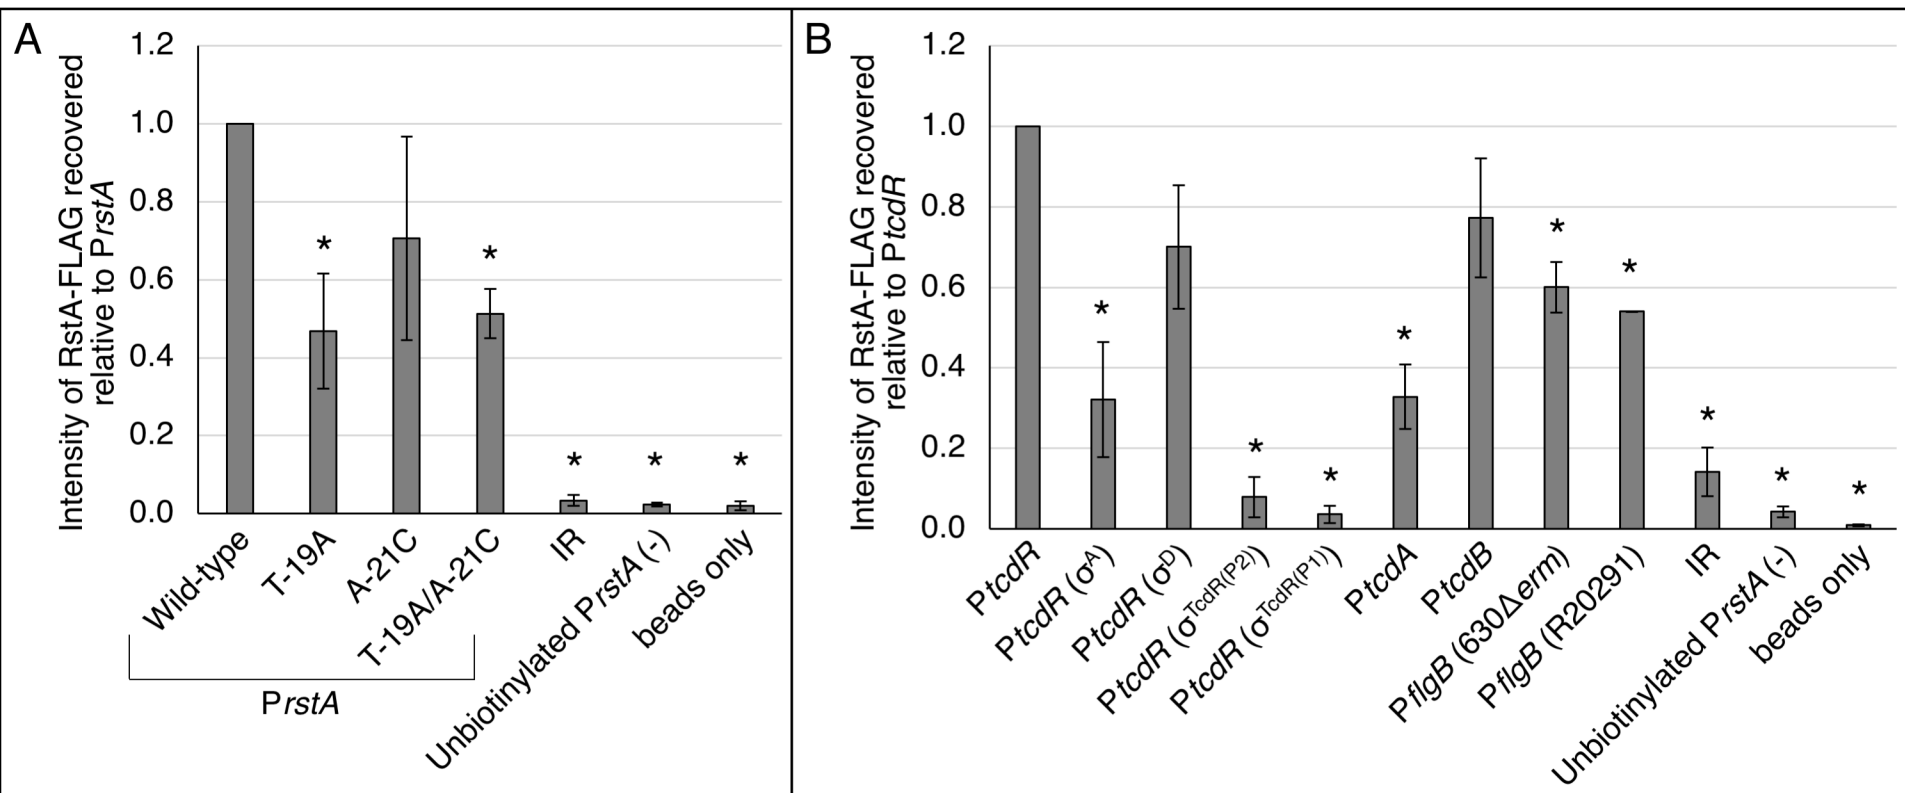 A
Intensity of RstA-FLAG recovered
relative to PrstA
1.2
1.0
0.8
0.6
0.4
0.2
0.0
*
*
*
*
*
Wild-type
T-19A
A-21C
T-19A/A-21C
IR
Unbiotinylated PrstA (-)
beads only
PrstA
B
Intensity of RstA-FLAG recovered
relative to PtcdR
1.2
1.0
0.8
0.6
0.4
0.2
0.0
*
*
*
*
*
*
*
*
*
PtcdR
PtcdR (σA)
PtcdR (σD)
PtcdR (σTcdR(P2))
PtcdR (σTcdR(P1))
PtcdA
PtcdB
PflgB (630Δerm)
PflgB (R20291)
IR
Unbiotinylated PrstA (-)
beads only